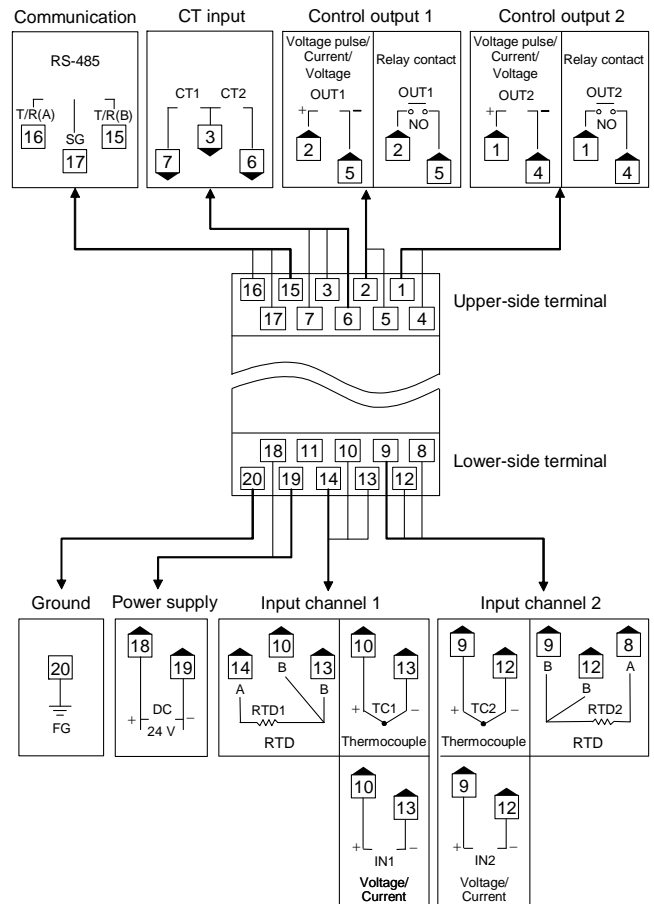 Communication
CT input
Control output 1
Control output 2
RS-485
T/R(A)
T/R(B)
SG
16
17
15
CT1 CT2
7
3
6
Voltage pulse/
Current/
Voltage
OUT1
+ −
2
5
Relay contact
OUT1
NO
2
5
Voltage pulse/
Current/
Voltage
OUT2
+ −
1
4
Relay contact
OUT2
NO
1
4
16 15 3 2 1
17 7 6 5 4
Upper-side terminal
18 11 10 9 8
20 19 14 13 12
Lower-side terminal
Ground
Power supply
Input channel 1
Input channel 2
20
FG
18
19
+ DC −
24 V
14
10
13
A
B
B
RTD1
RTD
10
13
+ TC1 −
Thermocouple
9
12
+ TC2 −
Thermocouple
9
12
8
B
B
A
RTD2
RTD
10
13
+ −
IN1
Voltage/
Current
9
12
+ −
IN2
Voltage/
Current